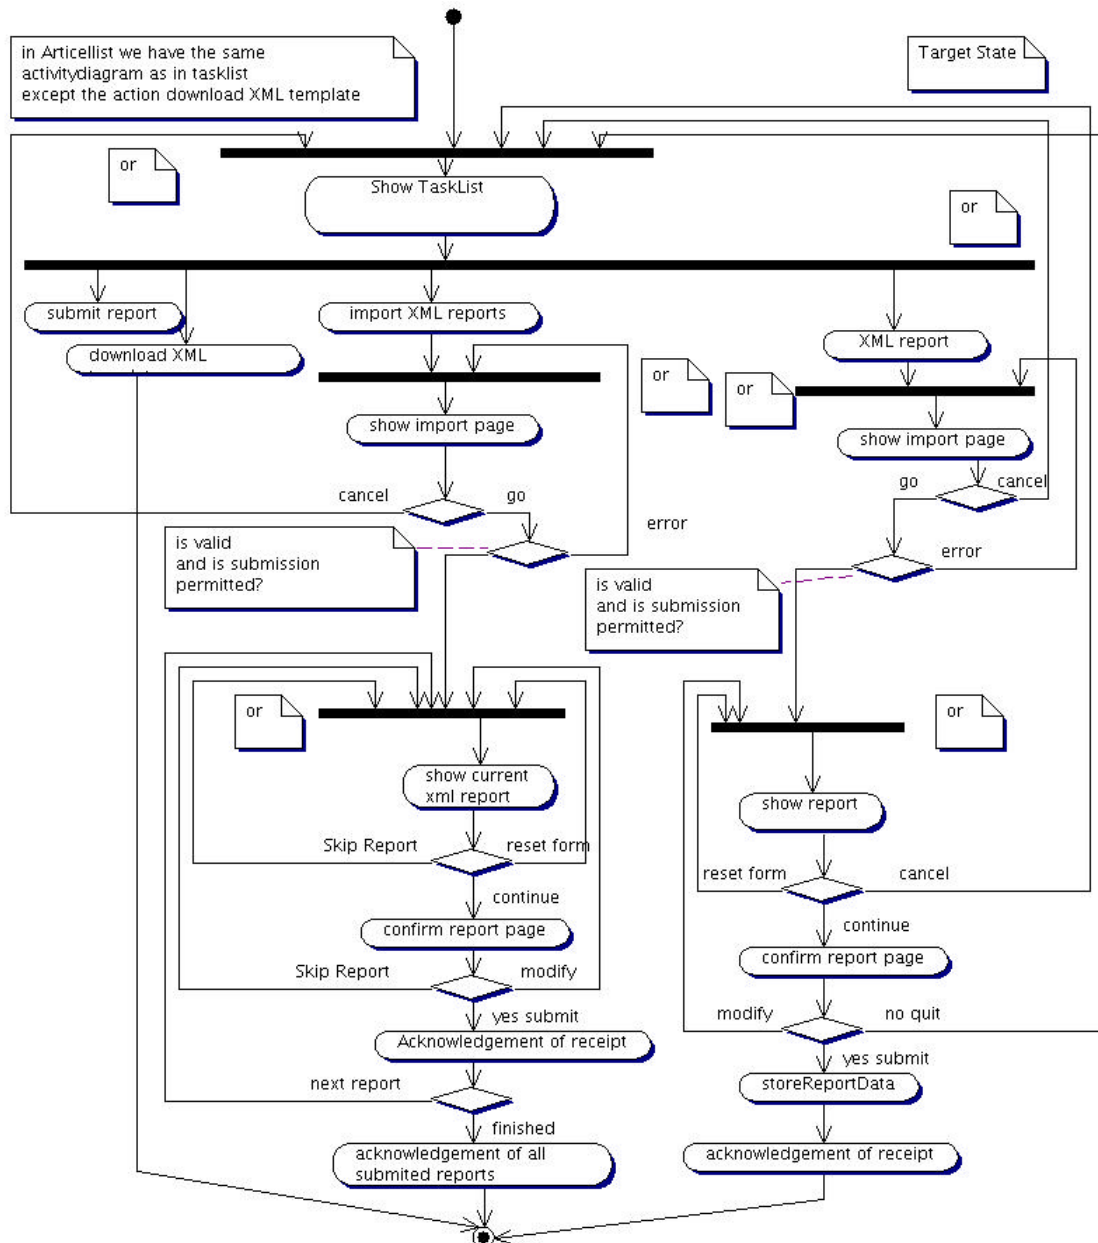 in Articellist we have the same
activitydiagram as in tasklist
except the action download XML template
Target State
or
Show TaskList
or
submit report
import XML reports
download XML
XML report
or
or
show import page
show import page
cancel
go
go
cancel
error
error
is valid
and is submission
permitted?
is valid
and is submission
permitted?
or
or
show current
xml report
show report
Skip Report
reset form
reset form
cancel
continue
continue
confirm report page
confirm report page
Skip Report
modify
modify
no quit
yes submit
yes submit
Acknowledgement of receipt
storeReportData
next report
finished
acknowledgement of all
submited reports
acknowledgement of receipt